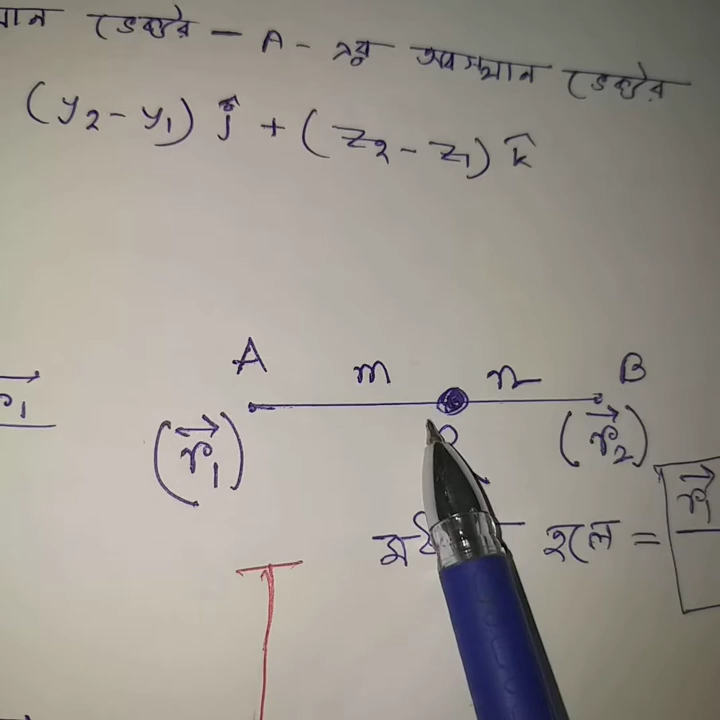 ভেক্টর - A - এর অবস্থান ভেক্টর
(y₂ - y₁) ĵ + (z₂ - z₁) k̂
A m n B
(r⃗₁) P (r⃗₂)
হলে =